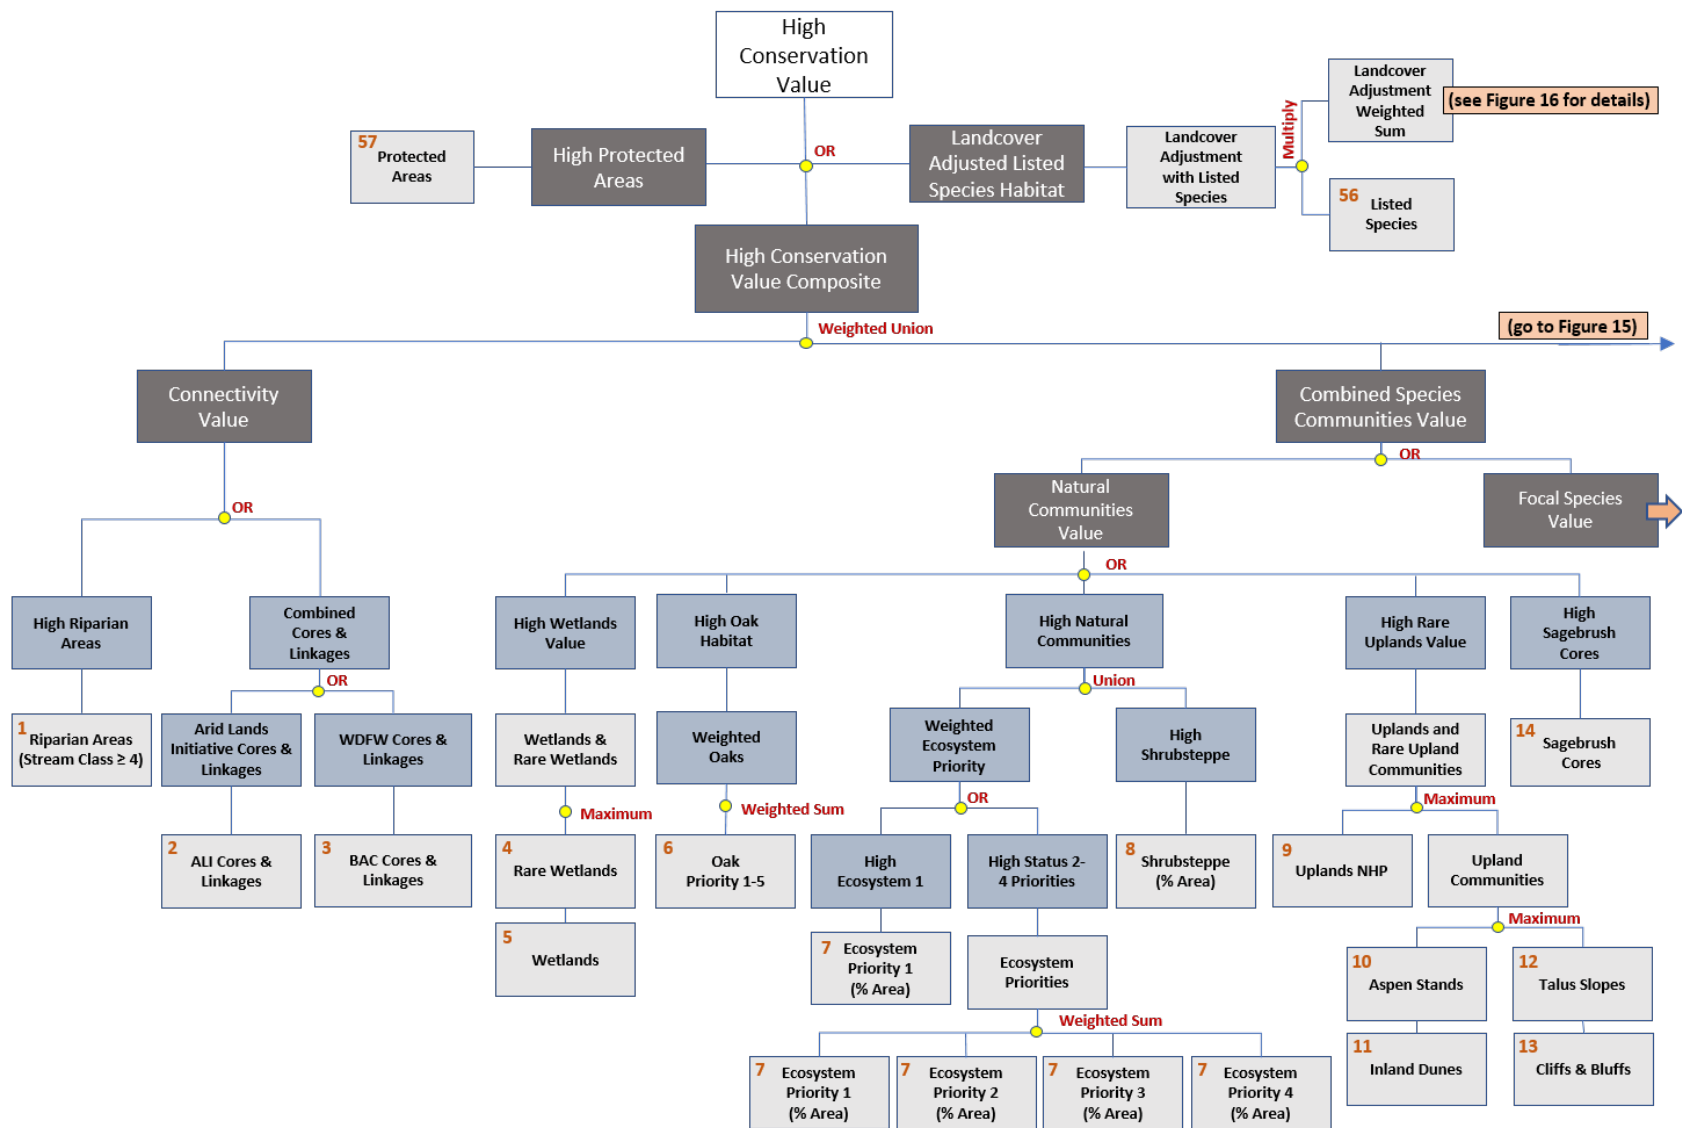 High
Conservation
Value
57
Protected
Areas
High Protected
Areas
OR
Landcover
Adjusted Listed
Species Habitat
Landcover
Adjustment
with Listed
Species
Multiply
Landcover
Adjustment
Weighted
Sum
(see Figure 16 for details)
56
Listed
Species
High Conservation
Value Composite
Weighted Union
(go to Figure 15)
Connectivity
Value
Combined Species
Communities Value
OR
Natural
Communities
Value
Focal Species
Value
OR
OR
High Riparian
Areas
Combined
Cores &
Linkages
High Wetlands
Value
High Oak
Habitat
High Natural
Communities
High Rare
Uplands Value
High
Sagebrush
Cores
OR
Union
1
Riparian Areas
(Stream Class ≥ 4)
Arid Lands
Initiative Cores &
Linkages
WDFW Cores &
Linkages
Wetlands &
Rare Wetlands
Weighted
Oaks
Weighted
Ecosystem
Priority
High
Shrubsteppe
Uplands and
Rare Upland
Communities
14
Sagebrush
Cores
Maximum
Weighted Sum
OR
Maximum
2
ALI Cores &
Linkages
3
BAC Cores &
Linkages
4
Rare Wetlands
6
Oak
Priority 1-5
High
Ecosystem 1
High Status 2-
4 Priorities
8
Shrubsteppe
(% Area)
9
Uplands NHP
Upland
Communities
Maximum
5
Wetlands
7
Ecosystem
Priority 1
(% Area)
Ecosystem
Priorities
10
Aspen Stands
12
Talus Slopes
Weighted Sum
11
Inland Dunes
13
Cliffs & Bluffs
7
Ecosystem
Priority 1
(% Area)
7
Ecosystem
Priority 2
(% Area)
7
Ecosystem
Priority 3
(% Area)
7
Ecosystem
Priority 4
(% Area)